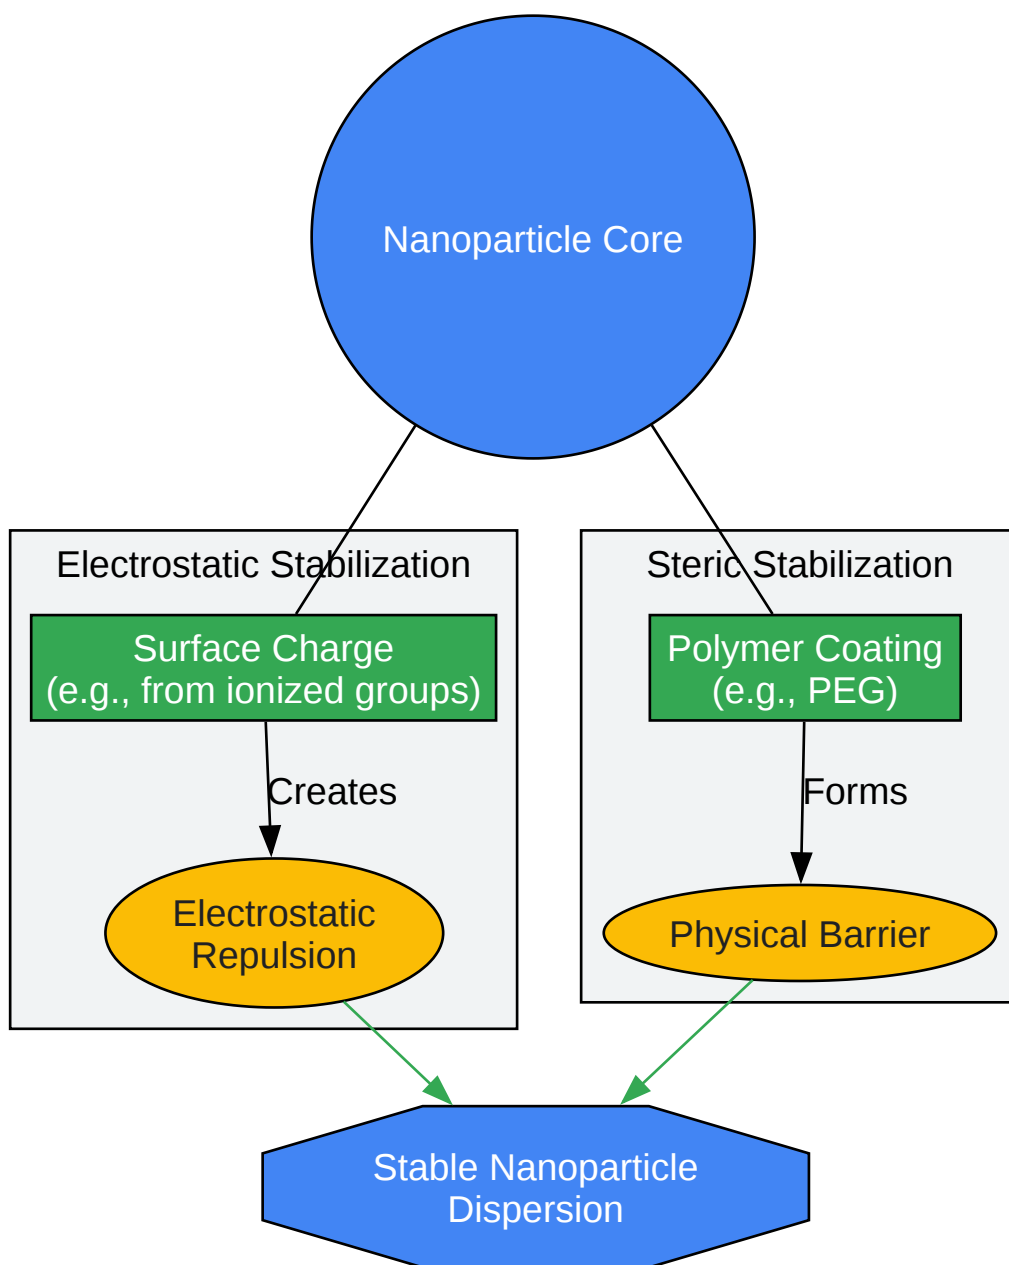 Nanoparticle Core
Electrostatic Stabilization
Surface Charge
(e.g., from ionized groups)
Creates
Electrostatic
Repulsion
Steric Stabilization
Polymer Coating
(e.g., PEG)
Forms
Physical Barrier
Stable Nanoparticle
Dispersion